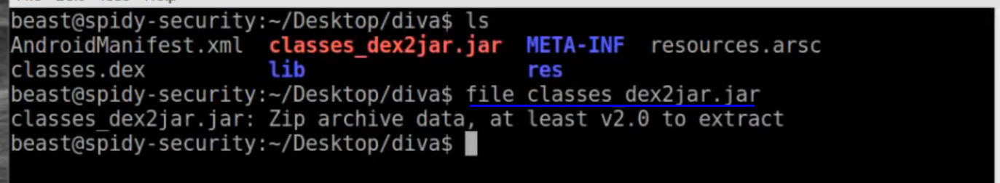 beast@spidy-security:~/Desktop/diva$ ls
AndroidManifest.xml classes_dex2jar.jar META-INF resources.arsc
classes.dex lib res
beast@spidy-security:~/Desktop/diva$ file classes_dex2jar.jar
classes_dex2jar.jar: Zip archive data, at least v2.0 to extract
beast@spidy-security:~/Desktop/diva$